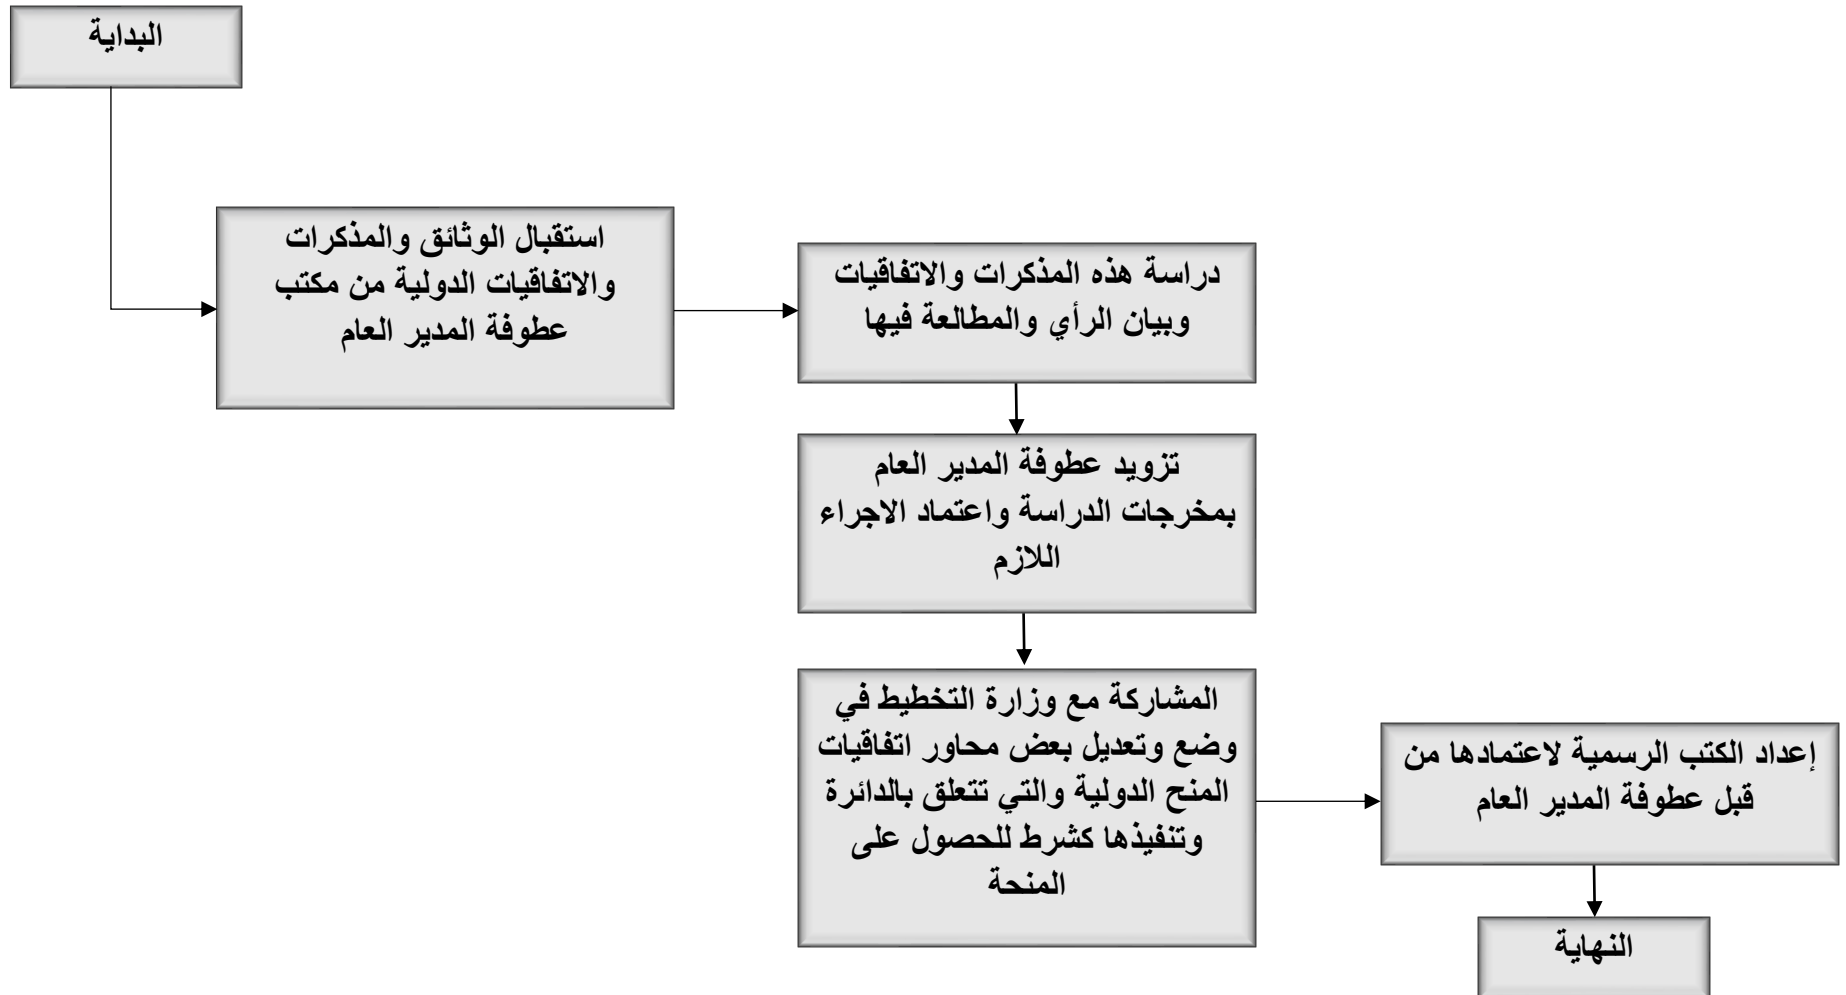 البداية
استقبال الوثائق والمذكرات
والاتفاقيات الدولية من مكتب
عطوفة المدير العام
دراسة هذه المذكرات والاتفاقيات
وبيان الرأي والمطالعة فيها
تزويد عطوفة المدير العام
بمخرجات الدراسة واعتماد الاجراء
اللازم
المشاركة مع وزارة التخطيط في
وضع وتعديل بعض محاور اتفاقيات
المنح الدولية والتي تتعلق بالدائرة
وتنفيذها كشرط للحصول على
المنحة
إعداد الكتب الرسمية لاعتمادها من
قبل عطوفة المدير العام
النهاية